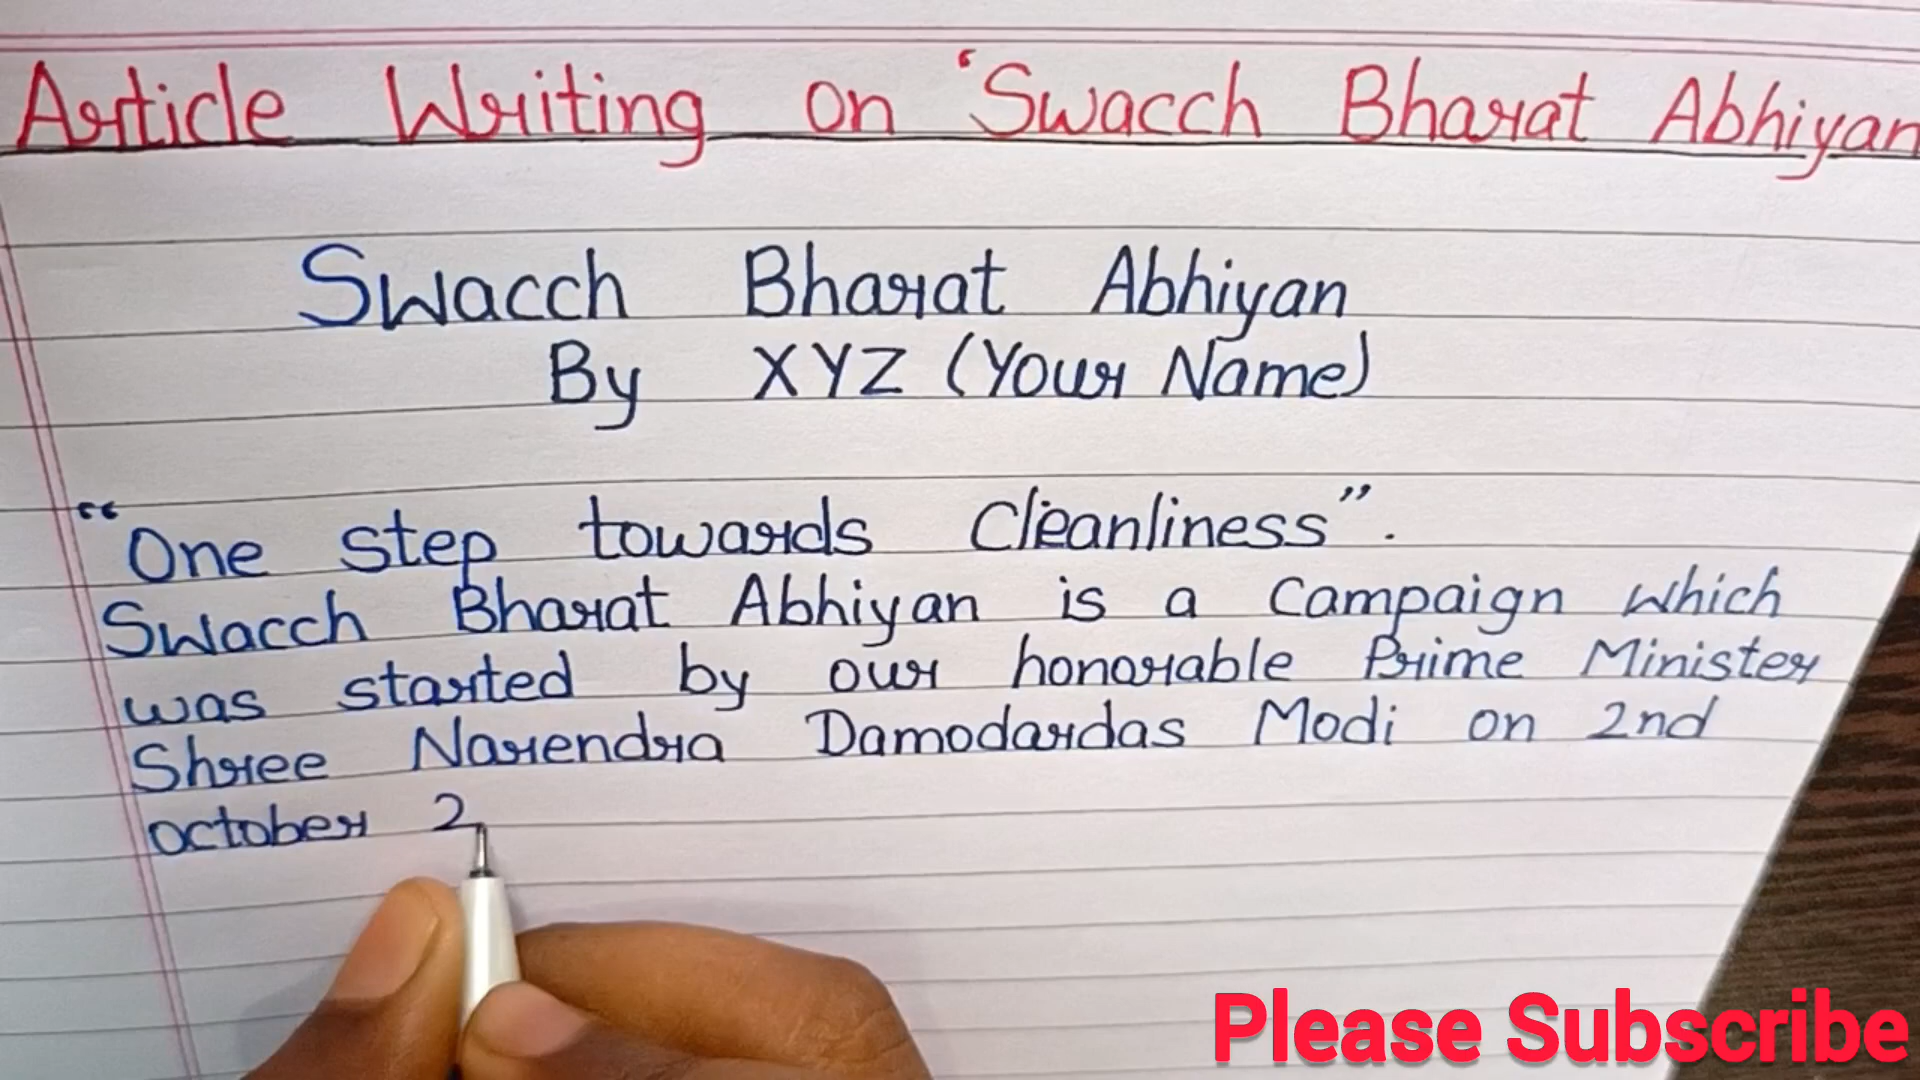 Article Writing on 'Swacch Bharat Abhiyan
Swacch Bharat Abhiyan
By XYZ (Your Name)
"One step towards Cleanliness".
Swacch Bharat Abhiyan is a campaign which
was started by our honorable Prime Minister
Shree Narendra Damodardas Modi on 2nd
october 2
Please Subscribe